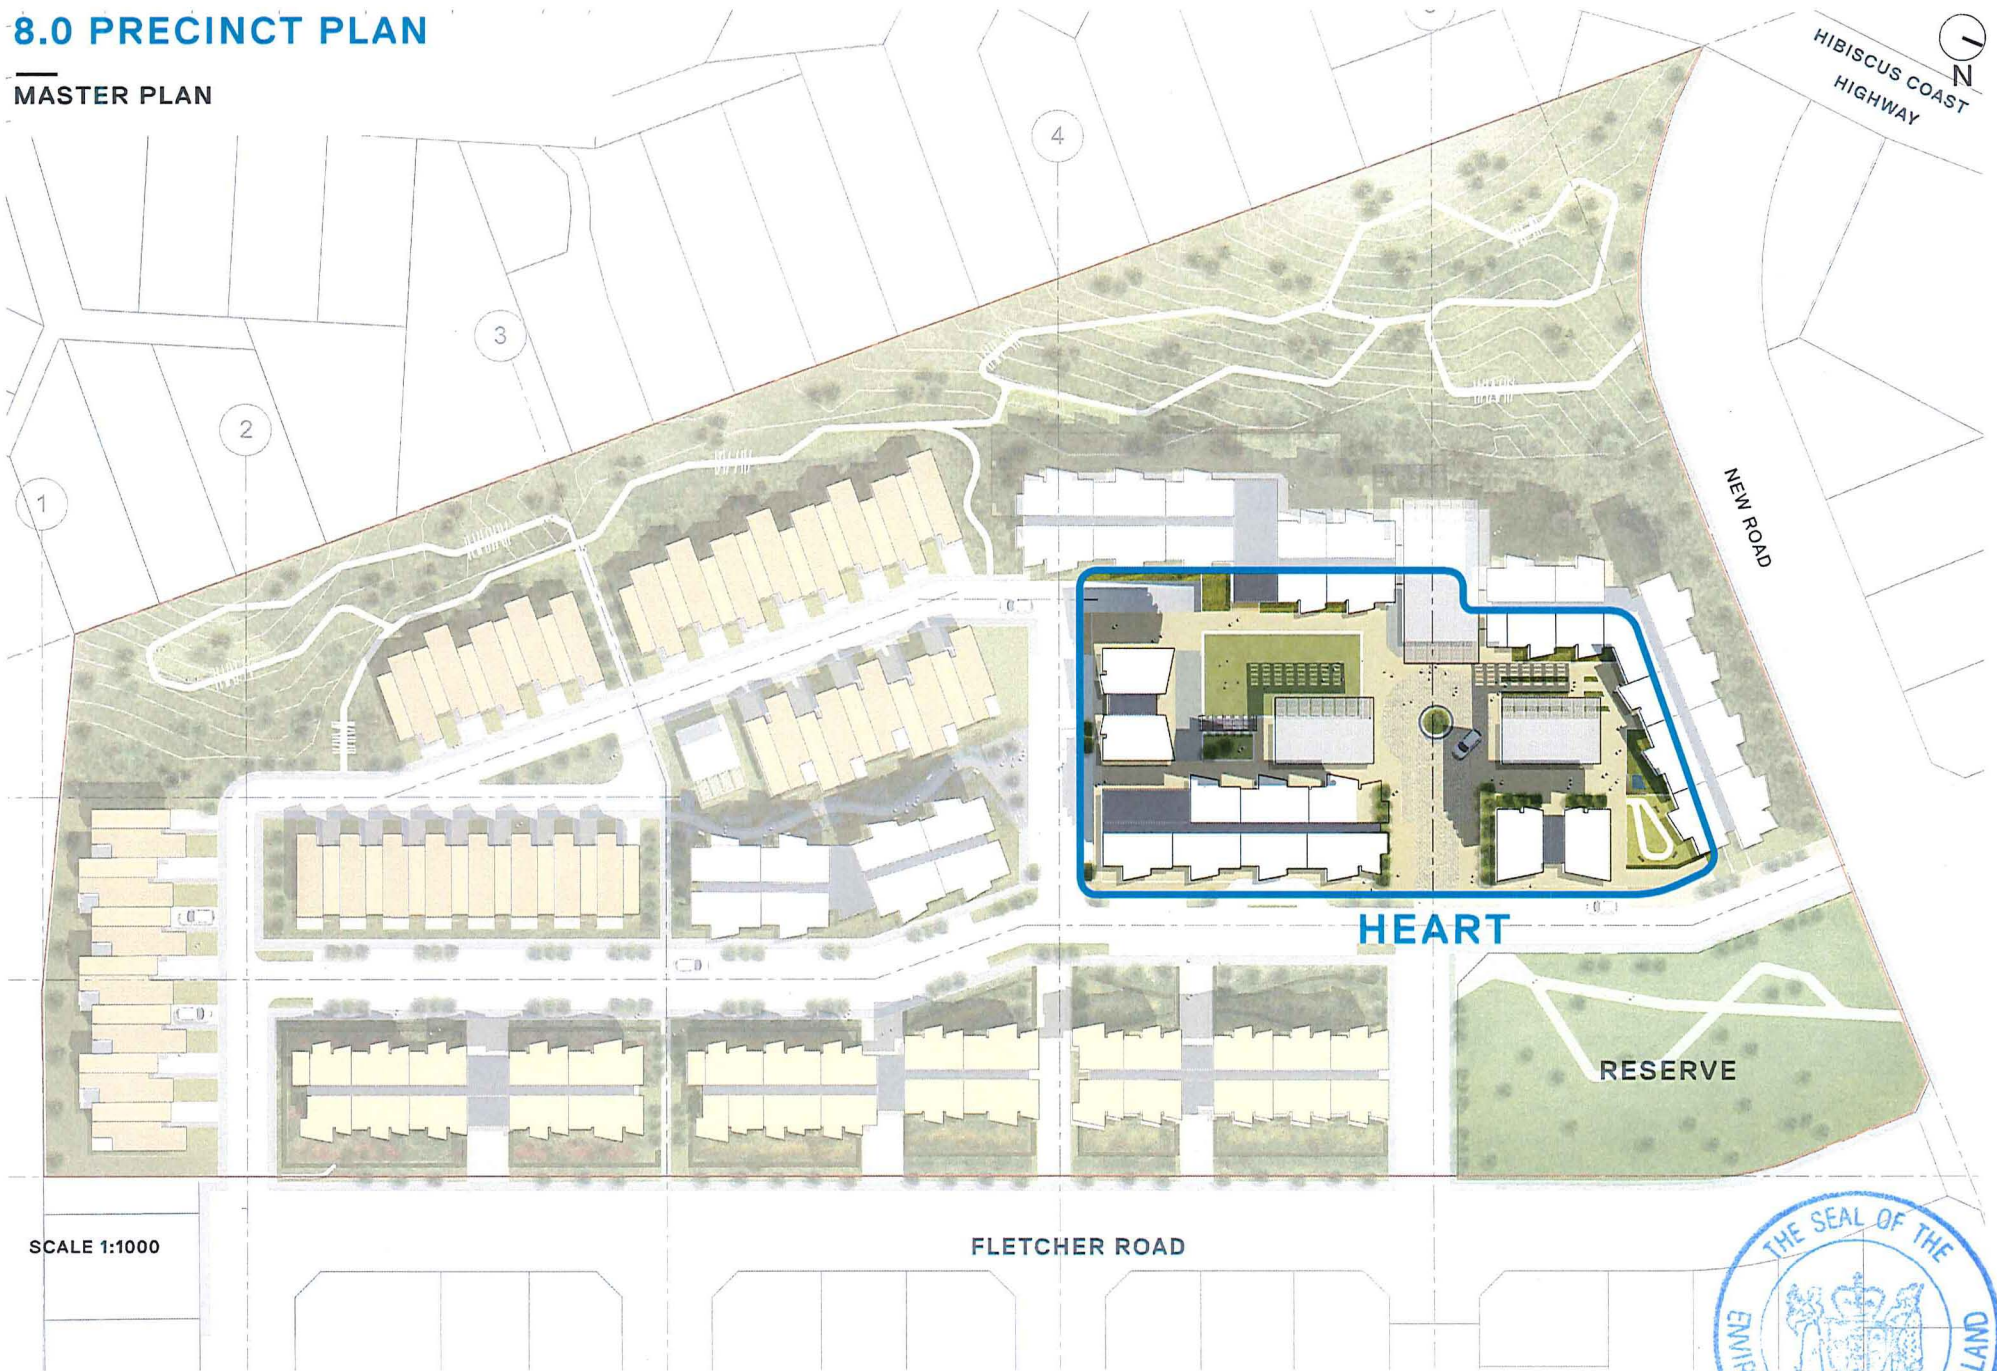 8.0 PRECINCT PLAN
MASTER PLAN
HIBISCUS COAST
HIGHWAY
N
4
3
2
1
NEW ROAD
HEART
RESERVE
SCALE 1:1000
FLETCHER ROAD
THE SEAL OF THE